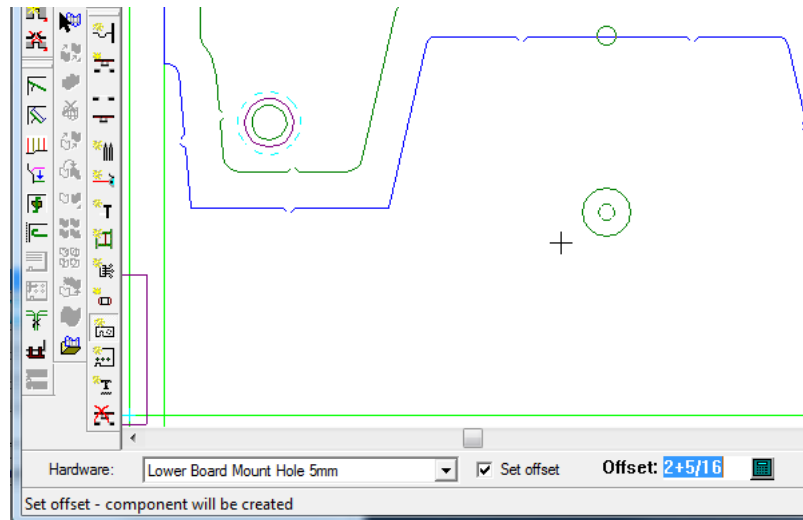 Hardware: Lower Board Mount Hole 5mm Set offset Offset: 2+5/16
Set offset - component will be created